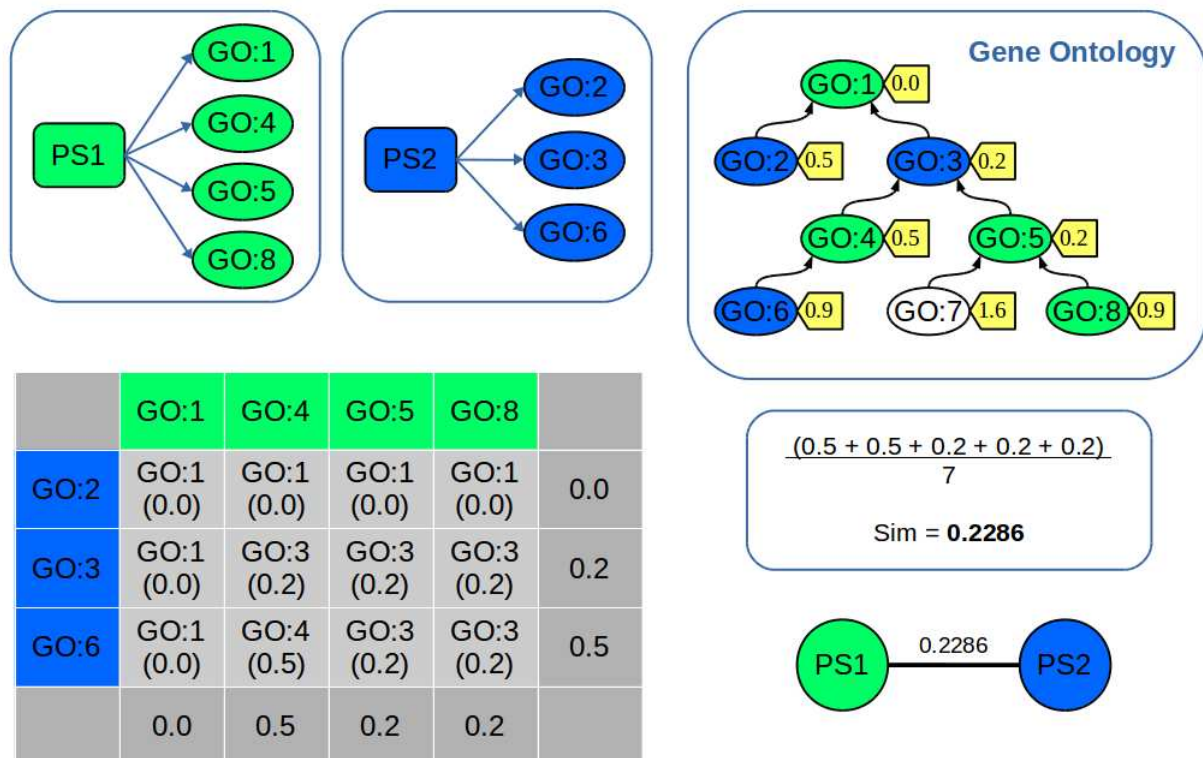 PS1
GO:1
GO:4
GO:5
GO:8
PS2
GO:2
GO:3
GO:6
Gene Ontology
GO:1 0.0
GO:2 0.5 GO:3 0.2
GO:4 0.5 GO:5 0.2
GO:6 0.9 GO:7 1.6 GO:8 0.9
GO:1 GO:4 GO:5 GO:8
GO:2 GO:1 (0.0) GO:1 (0.0) GO:1 (0.0) GO:1 (0.0) 0.0
GO:3 GO:1 (0.0) GO:3 (0.2) GO:3 (0.2) GO:3 (0.2) 0.2
GO:6 GO:1 (0.0) GO:4 (0.5) GO:3 (0.2) GO:3 (0.2) 0.5
0.0 0.5 0.2 0.2
(0.5 + 0.5 + 0.2 + 0.2 + 0.2)
7
Sim = 0.2286
PS1 0.2286 PS2